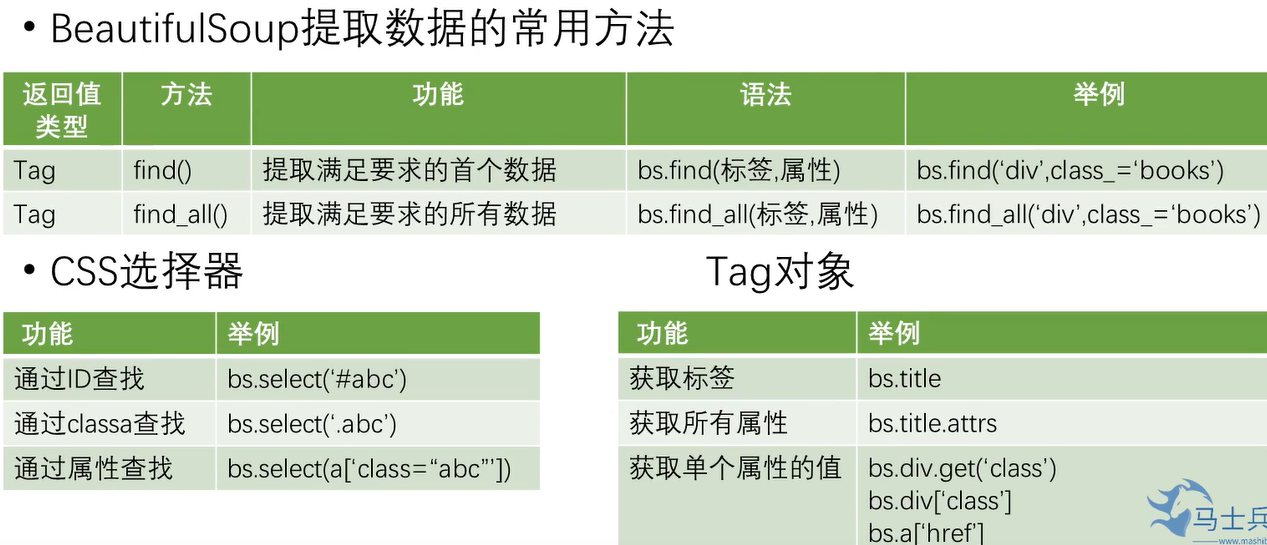 • BeautifulSoup提取数据的常用方法
返回值类型 方法 功能 语法 举例
Tag find() 提取满足要求的首个数据 bs.find(标签,属性) bs.find(‘div’,class_=‘books’)
Tag find_all() 提取满足要求的所有数据 bs.find_all(标签,属性) bs.find_all(‘div’,class_=‘books’)
• CSS选择器
功能 举例
通过ID查找 bs.select(‘#abc’)
通过classa查找 bs.select(‘.abc’)
通过属性查找 bs.select(a[‘class=“abc”’])
Tag对象
功能 举例
获取标签 bs.title
获取所有属性 bs.title.attrs
获取单个属性的值 bs.div.get(‘class’)
bs.div[‘class’]
bs.a[‘href’]
马士兵
www.mashib